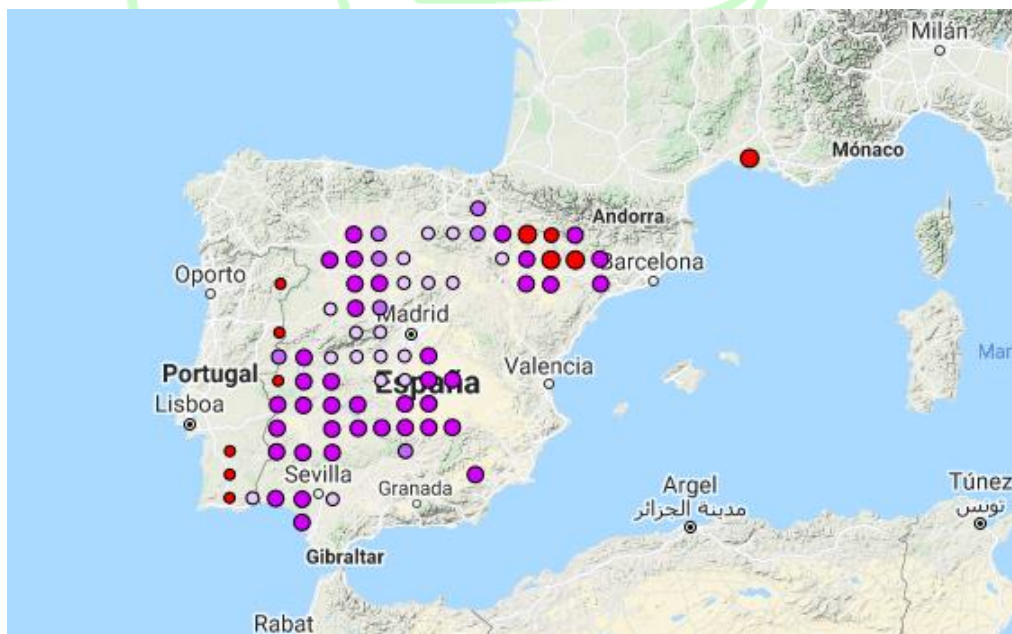 Milán
Mónaco
Andorra
Oporto
Barcelona
Madrid
Valencia
Portugal
España
Lisboa
Mar
Sevilla
Granada
Argel
مدينة الجزائر
Túnez
تونس
Gibraltar
Rabat